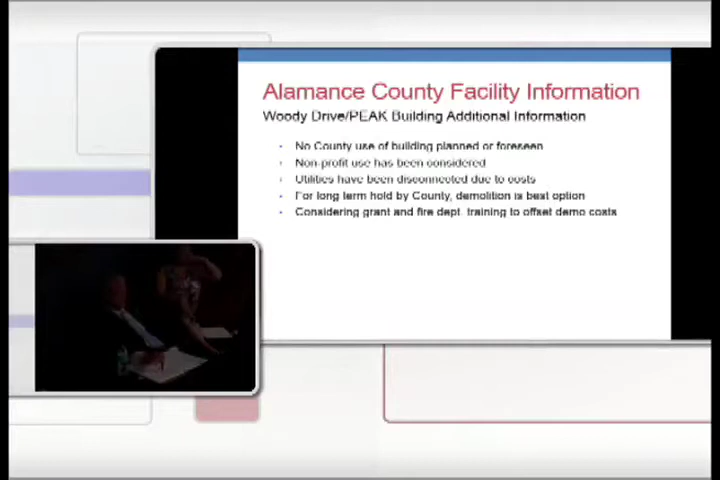 Alamance County Facility Information
Woody Drive/PEAK Building Additional Information
• No County use of building planned or foreseen
• Non-profit use has been considered
• Utilities have been disconnected due to costs
• For long term hold by County, demolition is best option
• Considering grant and fire dept. training to offset demo costs